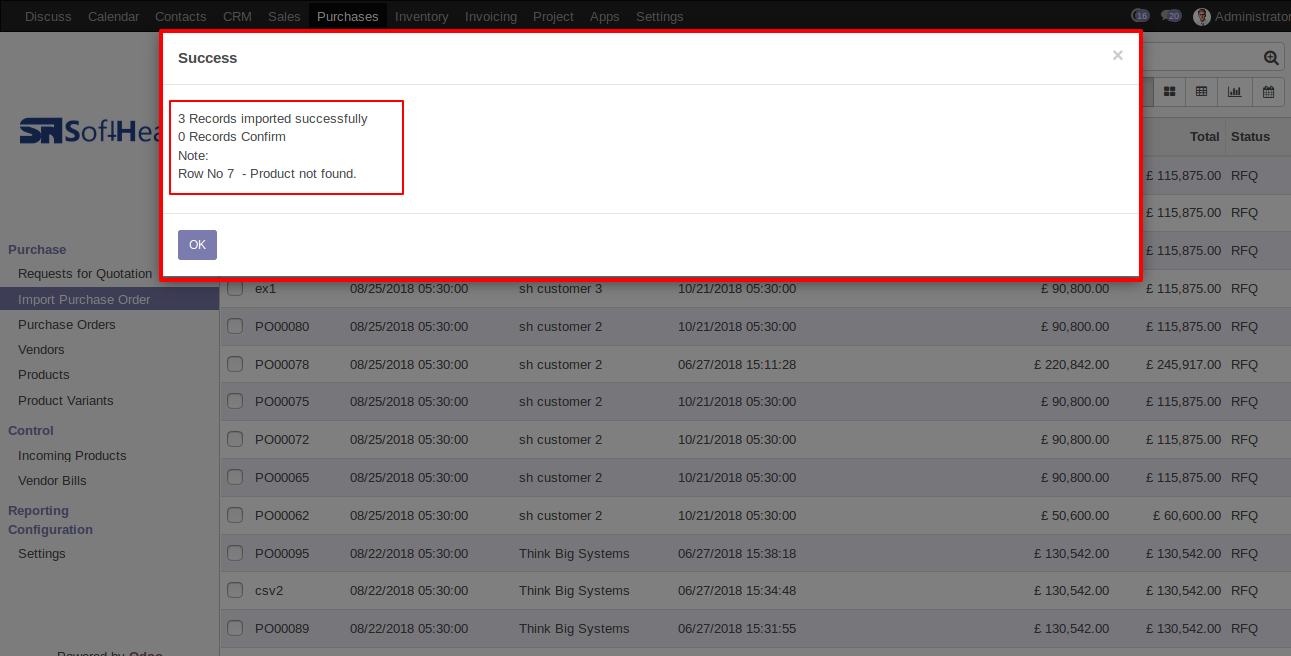 Discuss Calendar Contacts CRM Sales Purchases Inventory Invoicing Project Apps Settings 16 20 Administrator
Success ×
3 Records imported successfully
0 Records Confirm
Note:
Row No 7 - Product not found.
OK
Purchase
Requests for Quotation
Import Purchase Order
Purchase Orders
Vendors
Products
Product Variants
Control
Incoming Products
Vendor Bills
Reporting
Configuration
Settings
Powered by Odoo
Total Status
£ 115,875.00 RFQ
£ 115,875.00 RFQ
£ 115,875.00 RFQ
ex1 08/25/2018 05:30:00 sh customer 3 10/21/2018 05:30:00 £ 90,800.00 £ 115,875.00 RFQ
PO00080 08/25/2018 05:30:00 sh customer 2 10/21/2018 05:30:00 £ 90,800.00 £ 115,875.00 RFQ
PO00078 08/25/2018 05:30:00 sh customer 2 06/27/2018 15:11:28 £ 220,842.00 £ 245,917.00 RFQ
PO00075 08/25/2018 05:30:00 sh customer 2 10/21/2018 05:30:00 £ 90,800.00 £ 115,875.00 RFQ
PO00072 08/25/2018 05:30:00 sh customer 2 10/21/2018 05:30:00 £ 90,800.00 £ 115,875.00 RFQ
PO00065 08/25/2018 05:30:00 sh customer 2 10/21/2018 05:30:00 £ 90,800.00 £ 115,875.00 RFQ
PO00062 08/25/2018 05:30:00 sh customer 2 10/21/2018 05:30:00 £ 50,600.00 £ 60,600.00 RFQ
PO00095 08/22/2018 05:30:00 Think Big Systems 06/27/2018 15:38:18 £ 130,542.00 £ 130,542.00 RFQ
csv2 08/22/2018 05:30:00 Think Big Systems 06/27/2018 15:34:48 £ 130,542.00 £ 130,542.00 RFQ
PO00089 08/22/2018 05:30:00 Think Big Systems 06/27/2018 15:31:55 £ 130,542.00 £ 130,542.00 RFQ